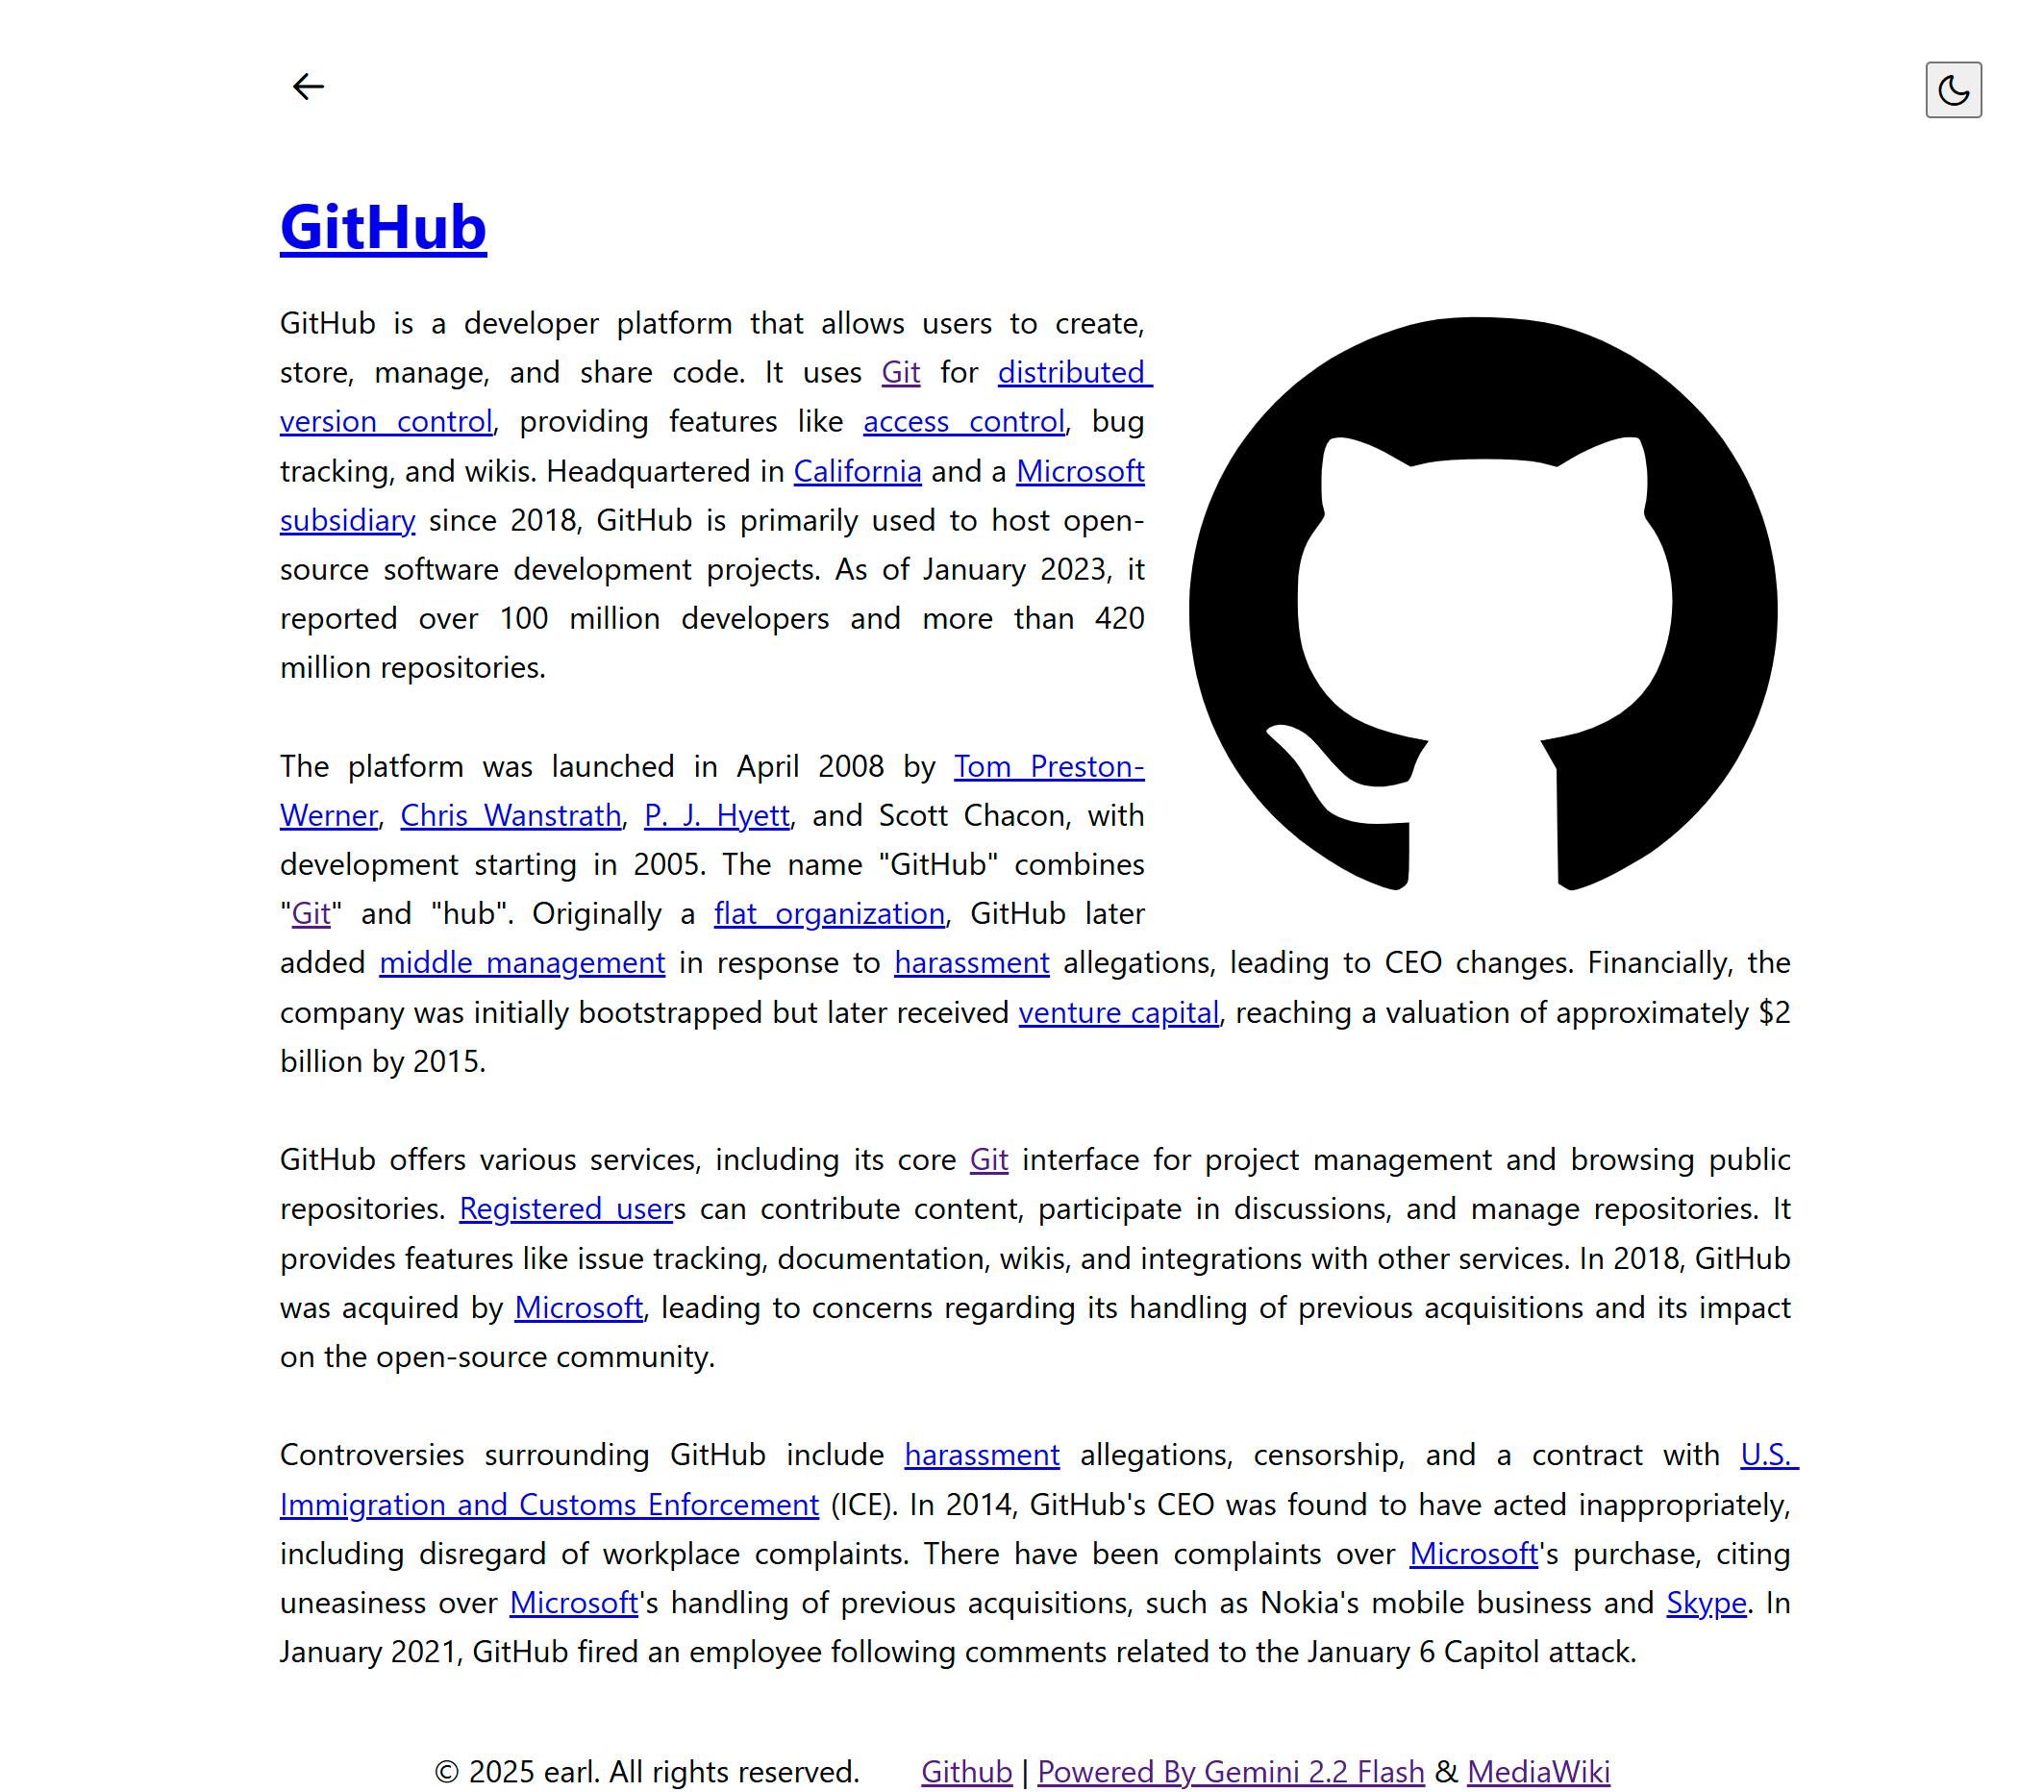 GitHub
GitHub is a developer platform that allows users to create,
store, manage, and share code. It uses Git for distributed
version control, providing features like access control, bug
tracking, and wikis. Headquartered in California and a Microsoft
subsidiary since 2018, GitHub is primarily used to host open-
source software development projects. As of January 2023, it
reported over 100 million developers and more than 420
million repositories.
The platform was launched in April 2008 by Tom Preston-
Werner, Chris Wanstrath, P. J. Hyett, and Scott Chacon, with
development starting in 2005. The name "GitHub" combines
"Git" and "hub". Originally a flat organization, GitHub later
added middle management in response to harassment allegations, leading to CEO changes. Financially, the
company was initially bootstrapped but later received venture capital, reaching a valuation of approximately $2
billion by 2015.
GitHub offers various services, including its core Git interface for project management and browsing public
repositories. Registered users can contribute content, participate in discussions, and manage repositories. It
provides features like issue tracking, documentation, wikis, and integrations with other services. In 2018, GitHub
was acquired by Microsoft, leading to concerns regarding its handling of previous acquisitions and its impact
on the open-source community.
Controversies surrounding GitHub include harassment allegations, censorship, and a contract with U.S.
Immigration and Customs Enforcement (ICE). In 2014, GitHub's CEO was found to have acted inappropriately,
including disregard of workplace complaints. There have been complaints over Microsoft's purchase, citing
uneasiness over Microsoft's handling of previous acquisitions, such as Nokia's mobile business and Skype. In
January 2021, GitHub fired an employee following comments related to the January 6 Capitol attack.
© 2025 earl. All rights reserved. Github | Powered By Gemini 2.2 Flash & MediaWiki